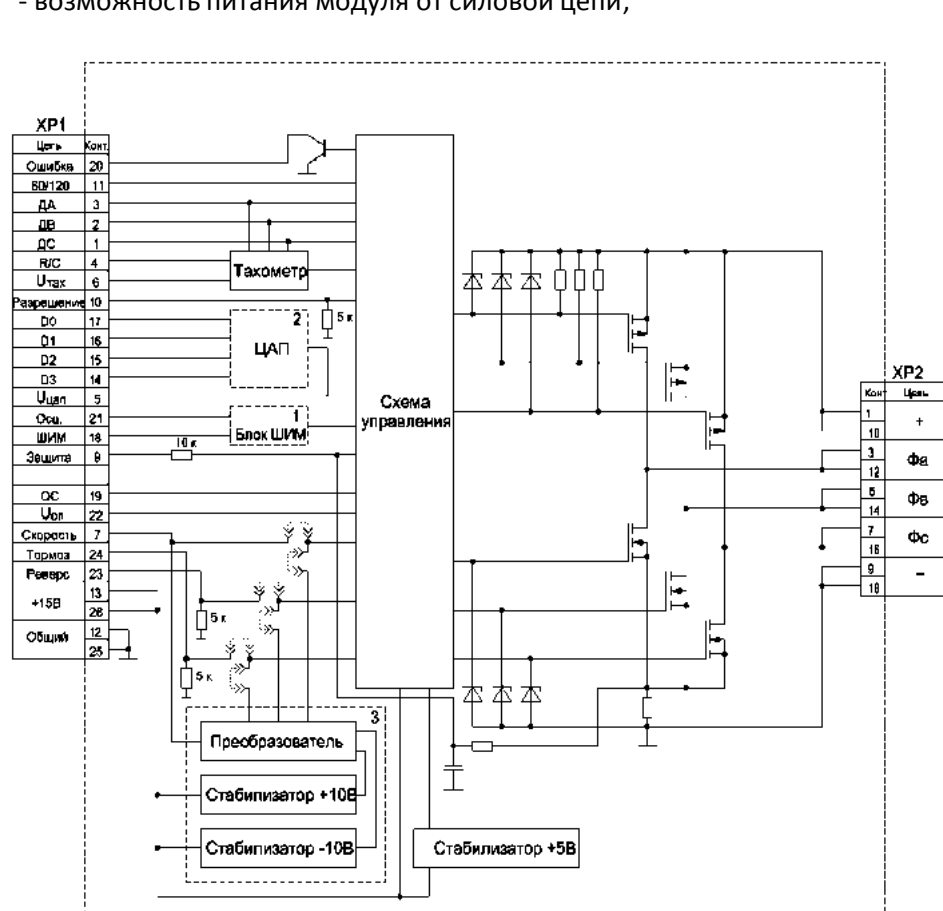 - возможность питания модуля от силовой цепи;
XP1
Цепь Конт.
Ошибка 20
60/120 11
ДА 3
ДВ 2
ДС 1
R/C 4
Uтах 6
Разрешение 10
D0 17
D1 16
D2 15
D3 14
Uцап 5
Осц. 21
ШИМ 18
Защита 8
ОС 19
Uоп 22
Скорость 7
Тормоз 24
Реверс 23
+15В 13
26
Общий 12
25
Тахометр
5 к
2
ЦАП
1
Блок ШИМ
10 к
Схема
управления
5 к
5 к
3
Преобразователь
Стабилизатор +10В
Стабилизатор -10В
Стабилизатор +5В
XP2
Кон Цепь
1
10
+
3
12
Фа
5
14
Фв
7
16
Фс
9
18
-